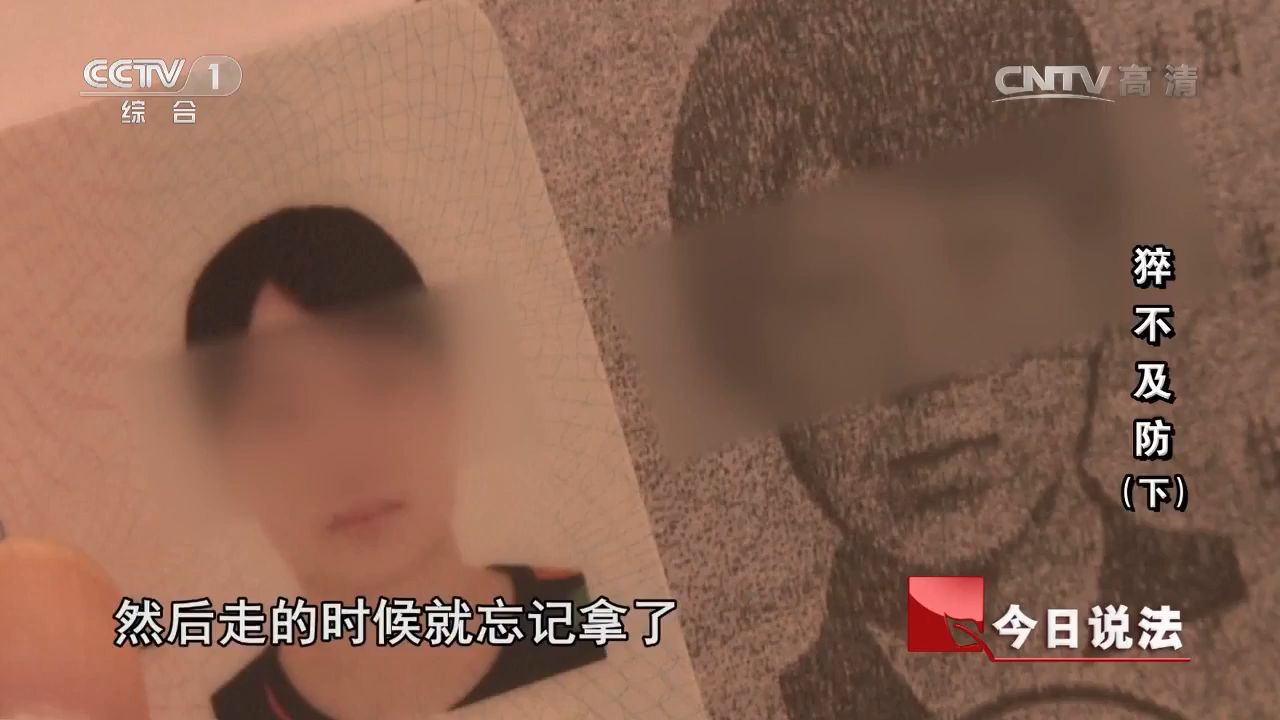 CCTV 1
综合
CNTV 高清
猝不及防
(下)
然后走的时候就忘记拿了
今日说法